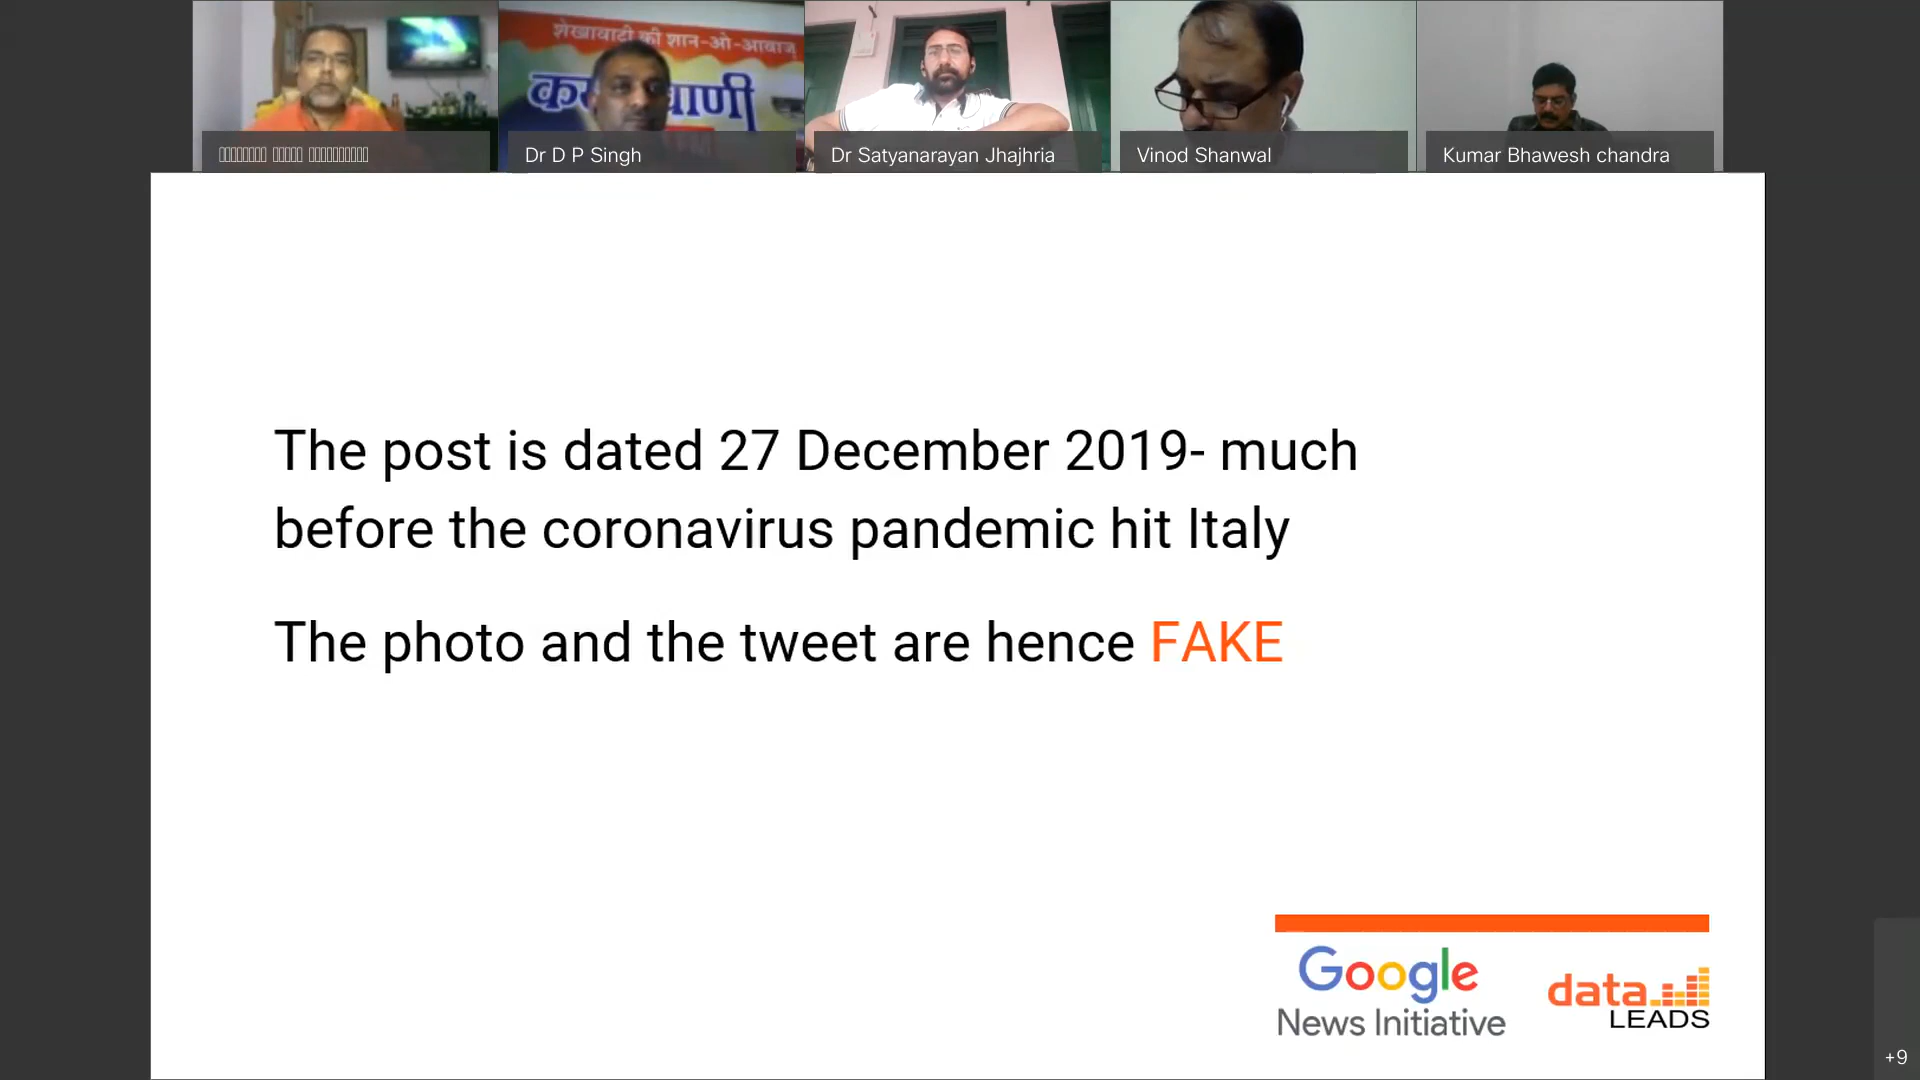 शेखावाटी की शान-ओ-आवाज़
Dr D P Singh
Dr Satyanarayan Jhajhria
Vinod Shanwal
Kumar Bhawesh chandra
The post is dated 27 December 2019- much
before the coronavirus pandemic hit Italy
The photo and the tweet are hence FAKE
Google
News Initiative
data
LEADS
+9